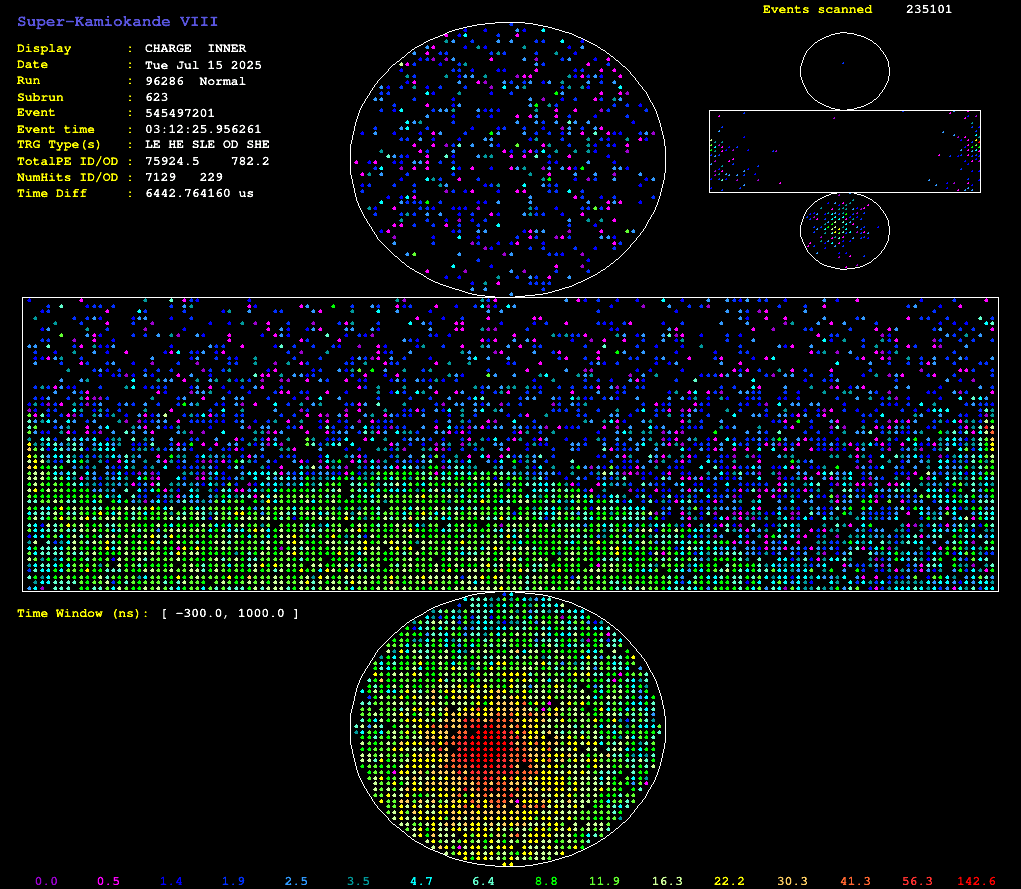 Super-Kamiokande VIII
Events scanned 235101
Display : CHARGE INNER
Date : Tue Jul 15 2025
Run : 96286 Normal
Subrun : 623
Event : 545497201
Event time : 03:12:25.956261
TRG Type(s) : LE HE SLE OD SHE
TotalPE ID/OD : 75924.5 782.2
NumHits ID/OD : 7129 229
Time Diff : 6442.764160 us
Time Window (ns): [ -300.0, 1000.0 ]
0.0 0.5 1.4 1.9 2.5 3.5 4.7 6.4 8.8 11.9 16.3 22.2 30.3 41.3 56.3 142.6